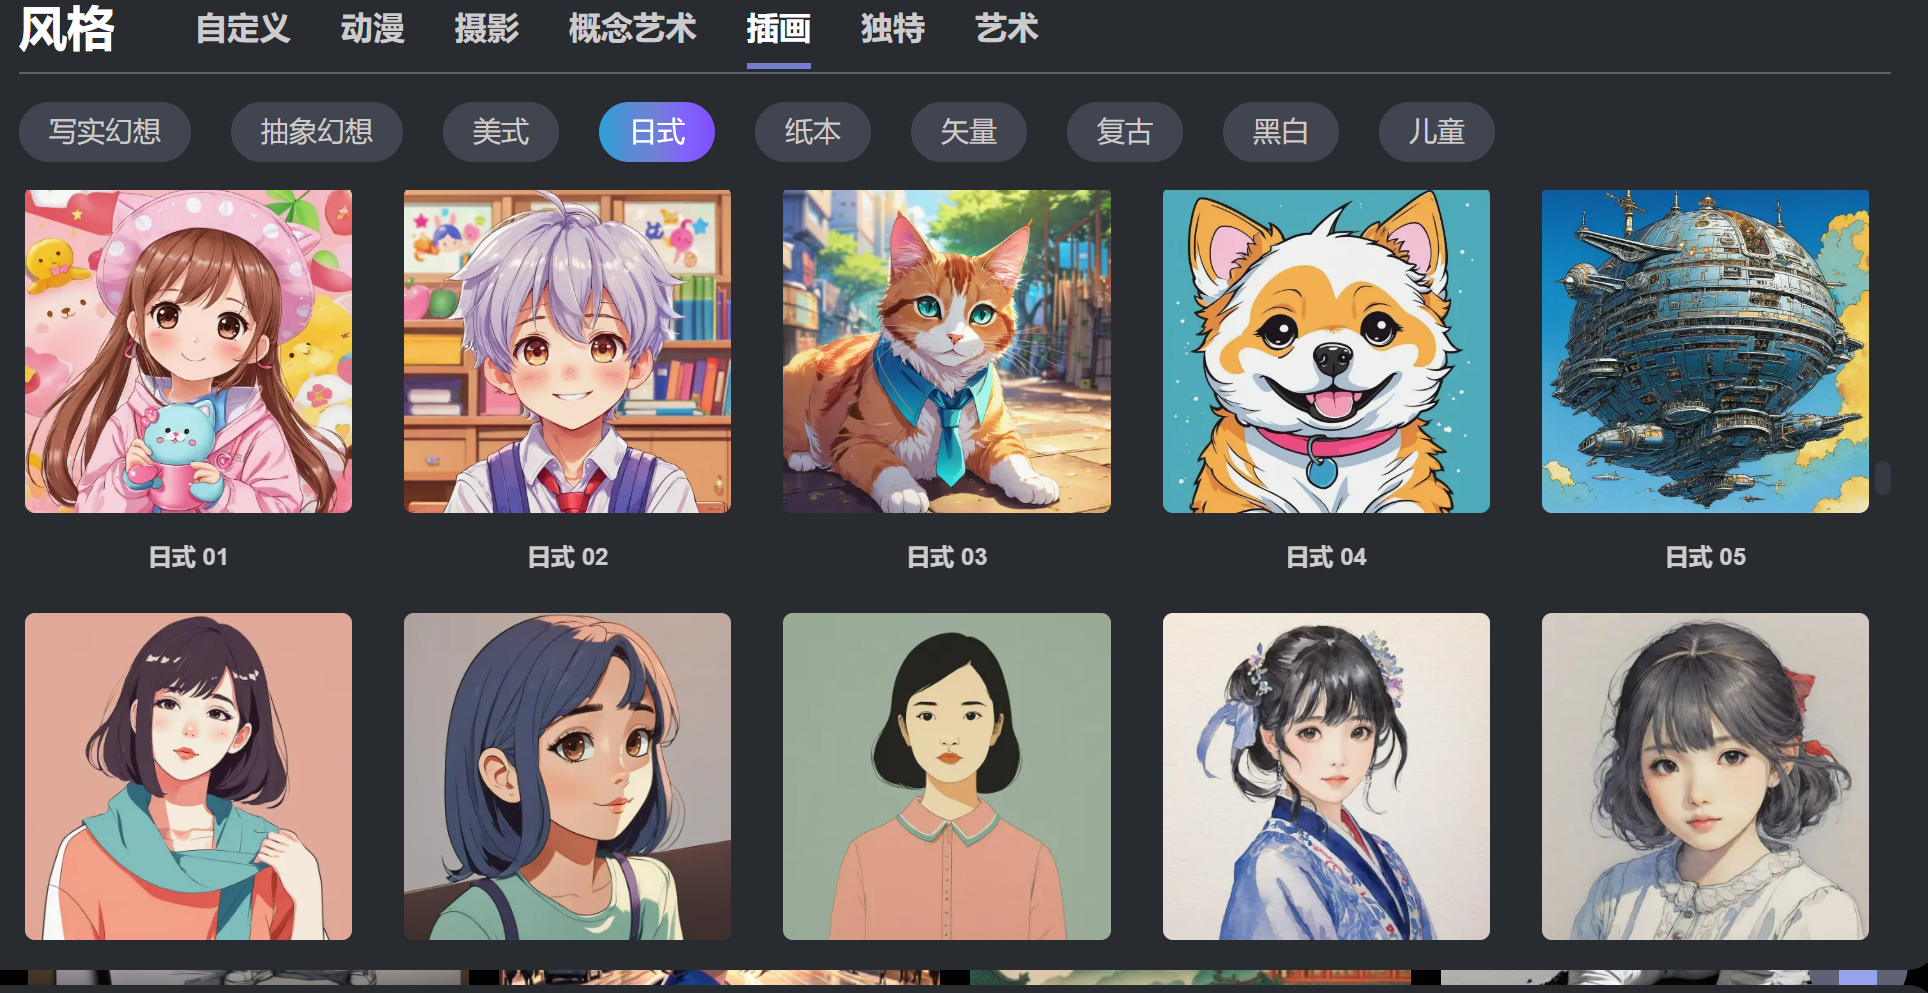 风格 自定义 动漫 摄影 概念艺术 插画 独特 艺术
写实幻想 抽象幻想 美式 日式 纸本 矢量 复古 黑白 儿童
日式 01 日式 02 日式 03 日式 04 日式 05